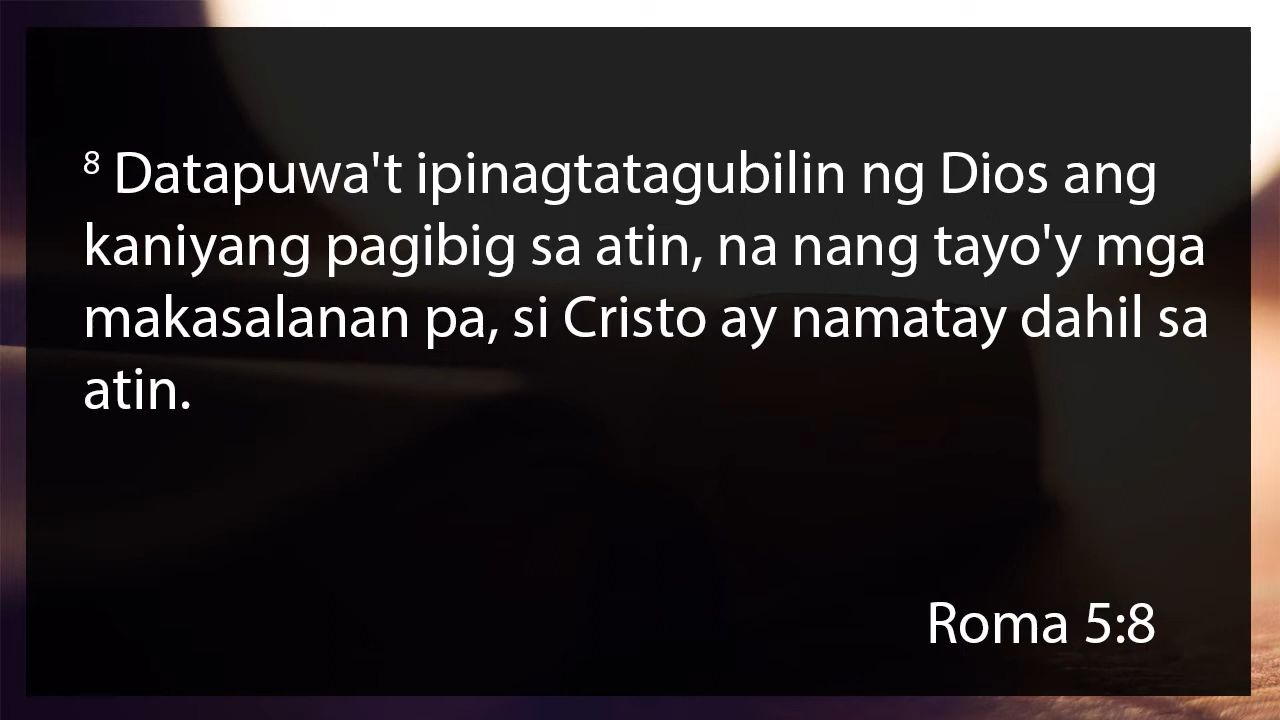 ⁸ Datapuwa't ipinagtatagubilin ng Dios ang
kaniyang pagibig sa atin, na nang tayo'y mga
makasalanan pa, si Cristo ay namatay dahil sa
atin.
Roma 5:8